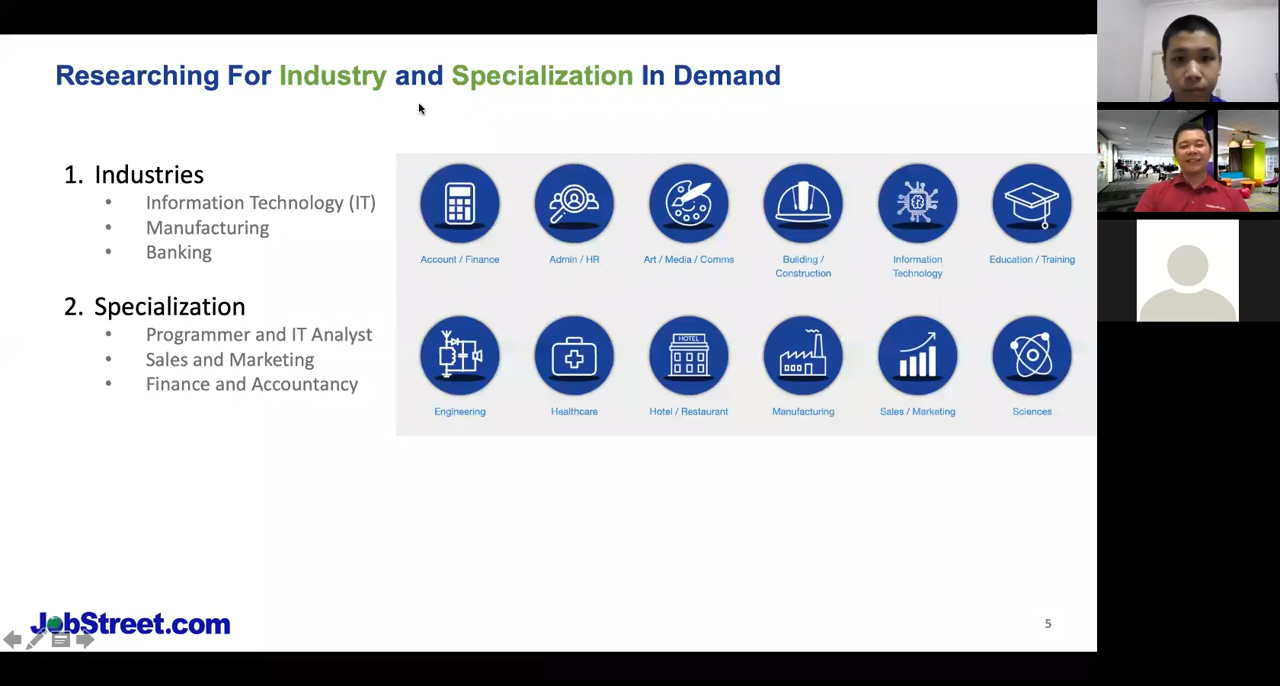 Researching For Industry and Specialization In Demand
1. Industries
• Information Technology (IT)
• Manufacturing
• Banking
2. Specialization
• Programmer and IT Analyst
• Sales and Marketing
• Finance and Accountancy
Account / Finance
Admin / HR
Art / Media / Comms
Building /
Construction
Information
Technology
Education / Training
Engineering
Healthcare
HOTEL
Hotel / Restaurant
Manufacturing
Sales / Marketing
Sciences
JobStreet.com
5